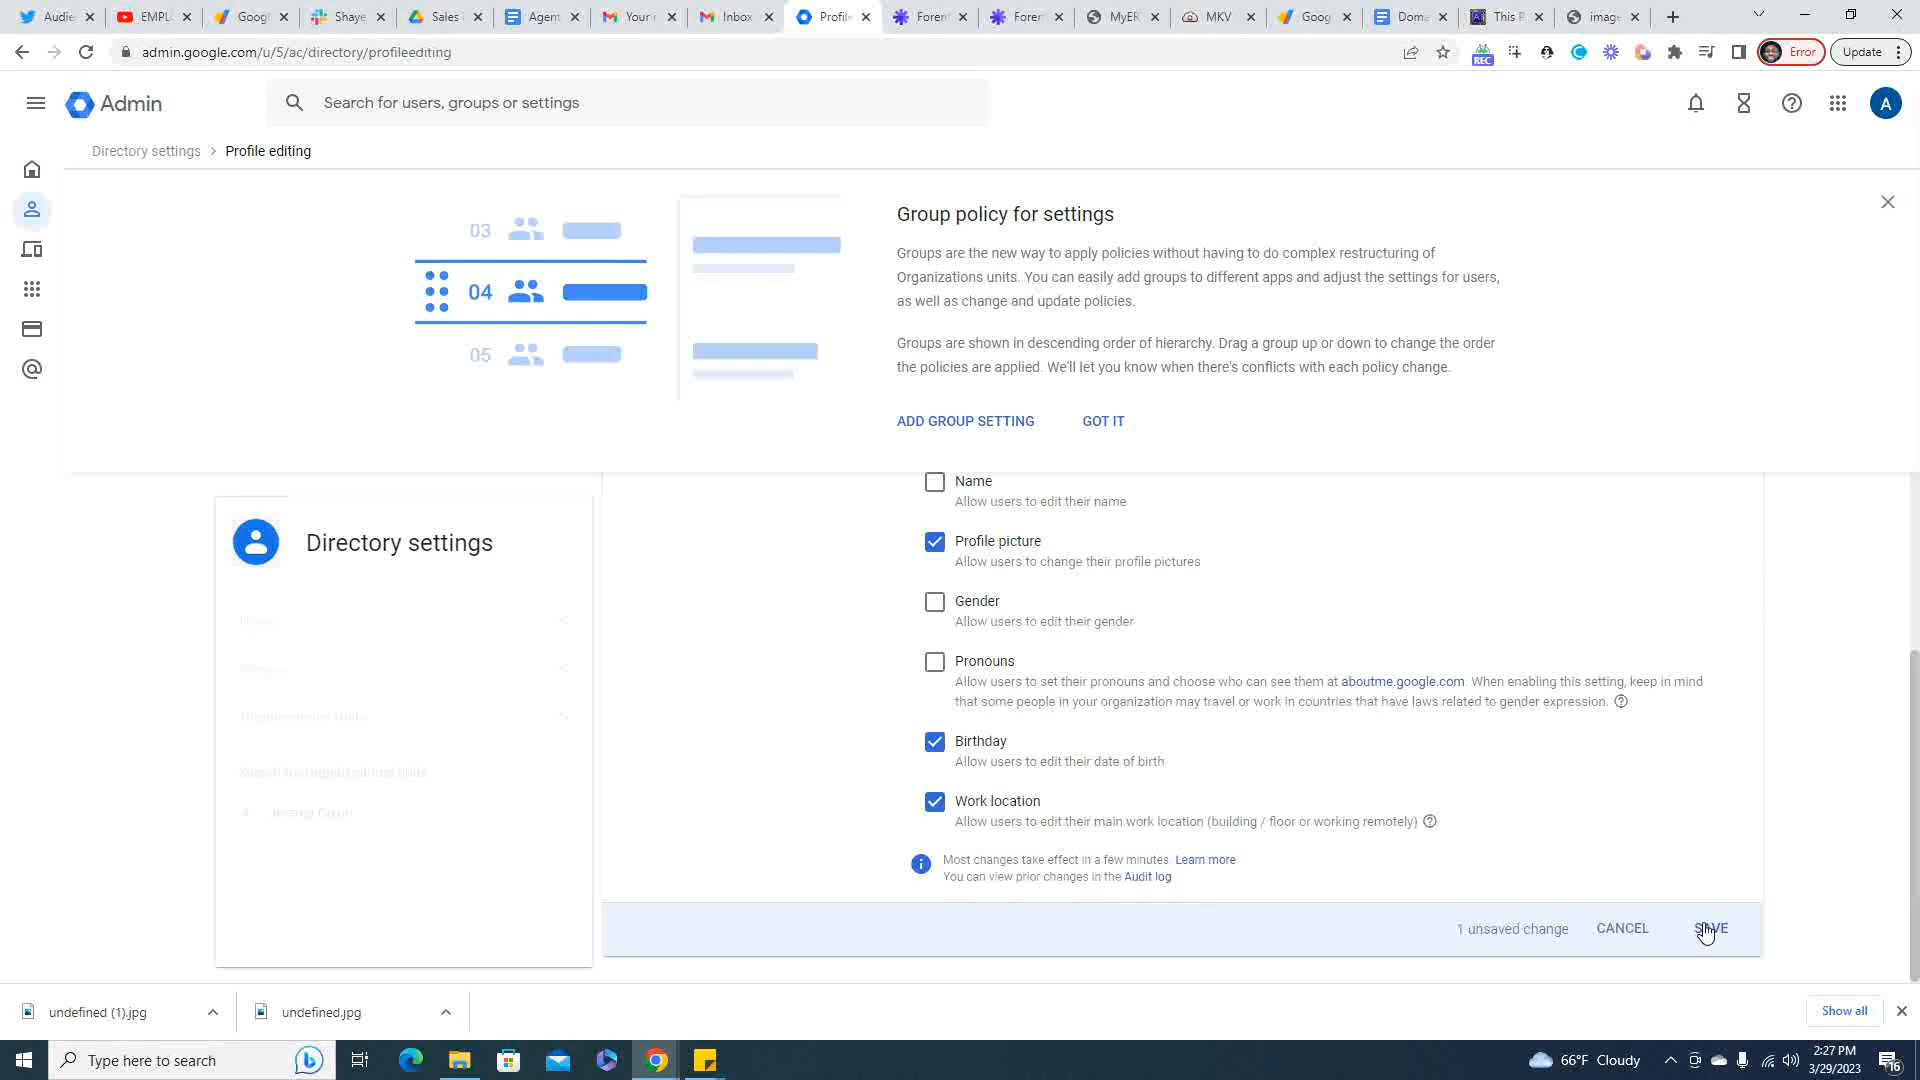 Audie
EMPL
Goog
Shaye
Sales
Agen
Your
Inbox
Profile
Foren
Foren
MyER
MKV
Goog
Dom
This P
image
admin.google.com/u/5/ac/directory/profileediting
REC
Error
Update
Admin
Search for users, groups or settings
A
Directory settings > Profile editing
03
04
05
Group policy for settings
Groups are the new way to apply policies without having to do complex restructuring of
Organizations units. You can easily add groups to different apps and adjust the settings for users,
as well as change and update policies.
Groups are shown in descending order of hierarchy. Drag a group up or down to change the order
the policies are applied. We'll let you know when there's conflicts with each policy change.
ADD GROUP SETTING
GOT IT
Directory settings
Name
Allow users to edit their name
Profile picture
Allow users to change their profile pictures
Gender
Allow users to edit their gender
Pronouns
Allow users to set their pronouns and choose who can see them at aboutme.google.com. When enabling this setting, keep in mind
that some people in your organization may travel or work in countries that have laws related to gender expression.
Birthday
Allow users to edit their date of birth
Work location
Allow users to edit their main work location (building / floor or working remotely)
Most changes take effect in a few minutes. Learn more
You can view prior changes in the Audit log
1 unsaved change
CANCEL
SAVE
undefined (1).jpg
undefined.jpg
Show all
Type here to search
66°F Cloudy
2:27 PM
3/29/2023
16